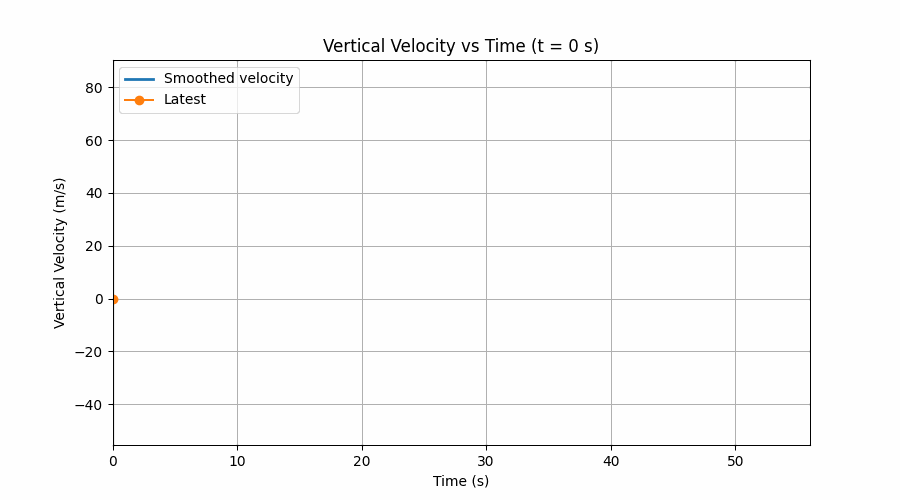 Vertical Velocity vs Time (t = 0 s)
Smoothed velocity
Latest
80
60
40
20
0
−20
−40
Vertical Velocity (m/s)
0 10 20 30 40 50
Time (s)